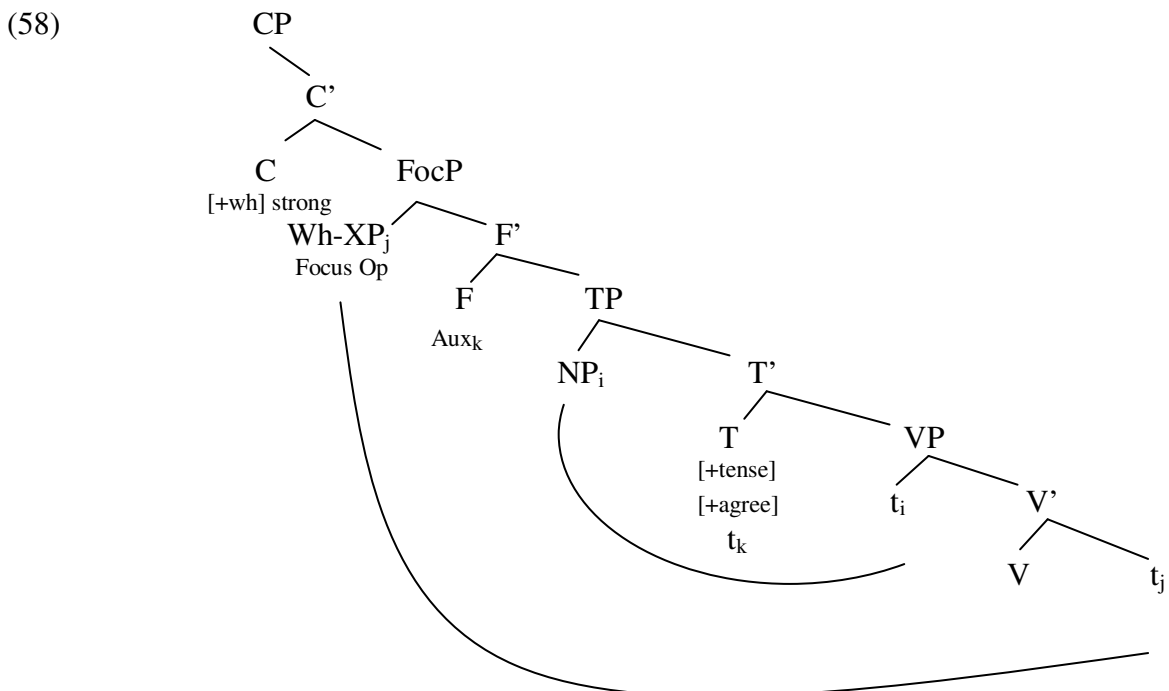 (58) CP
C’
C FocP
[+wh] strong
Wh-XPj F’
Focus Op
F TP
Auxk
NPi T’
T VP
[+tense]
[+agree] ti V’
tk
V tj